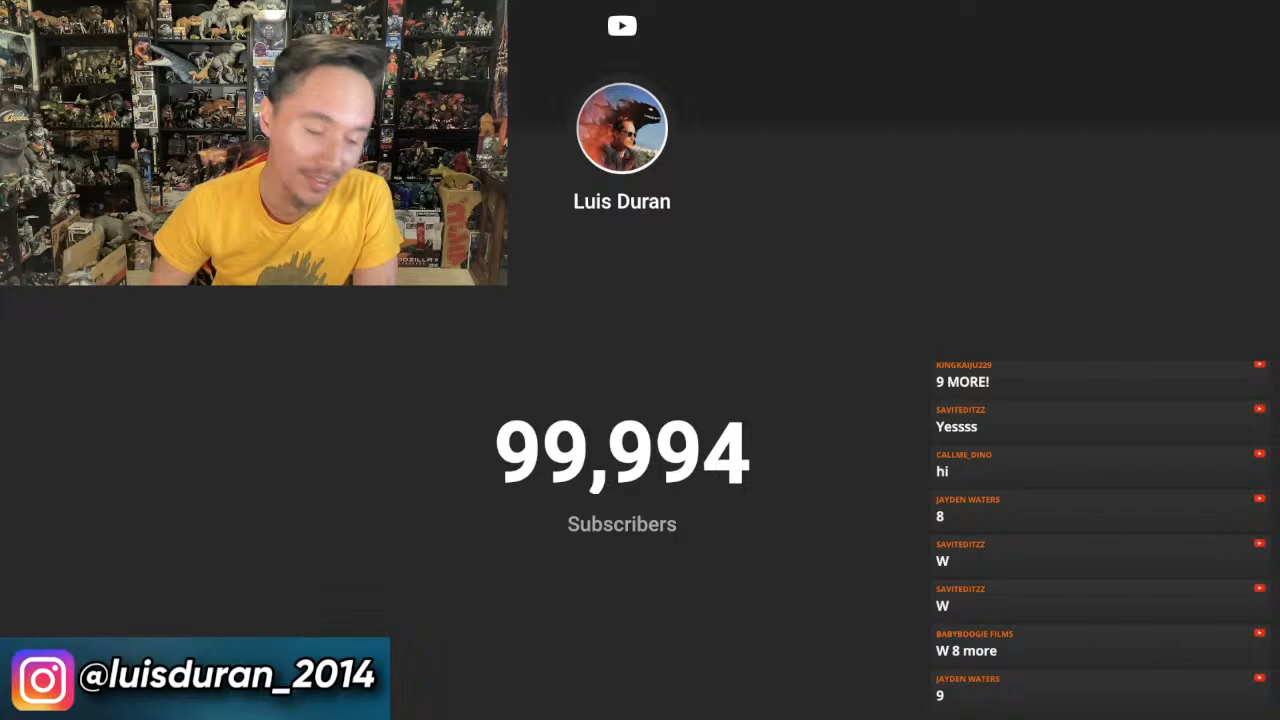 Luis Duran
99,994
Subscribers
KINGKAIJU229
9 MORE!
SAVITEDITZZ
Yessss
CALLME_DINO
hi
JAYDEN WATERS
8
SAVITEDITZZ
W
SAVITEDITZZ
W
BABYBOOGIE FILMS
W 8 more
JAYDEN WATERS
9
@luisduran_2014